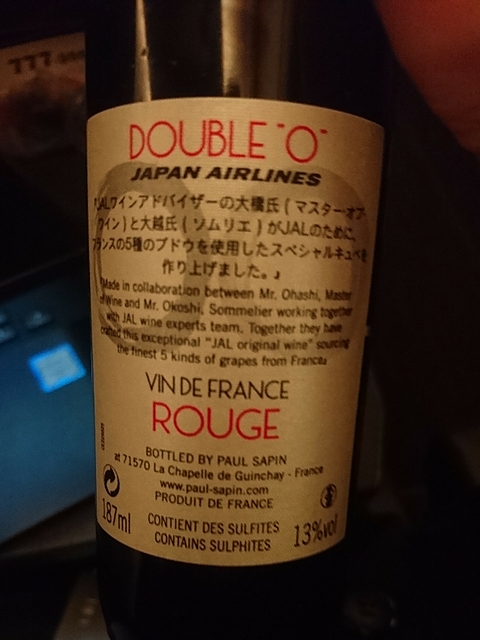 777
DOUBLE "O"
JAPAN AIRLINES
『JALワインアドバイザーの大橋氏(マスター・オブ・
ワイン)と大越氏(ソムリエ)がJALのために、
フランスの5種のブドウを使用したスペシャルキュベを
作り上げました。』
"Made in collaboration between Mr. Ohashi, Master
of Wine and Mr. Okoshi, Sommelier working together
with JAL wine experts team. Together they have
crafted this exceptional "JAL original wine" sourcing
the finest 5 kinds of grapes from France"
VIN DE FRANCE
ROUGE
BOTTLED BY PAUL SAPIN
at 71570 La Chapelle de Guinchay - France
www.paul-sapin.com
PRODUIT DE FRANCE
187ml
CONTIENT DES SULFITES
CONTAINS SULPHITES
13%vol